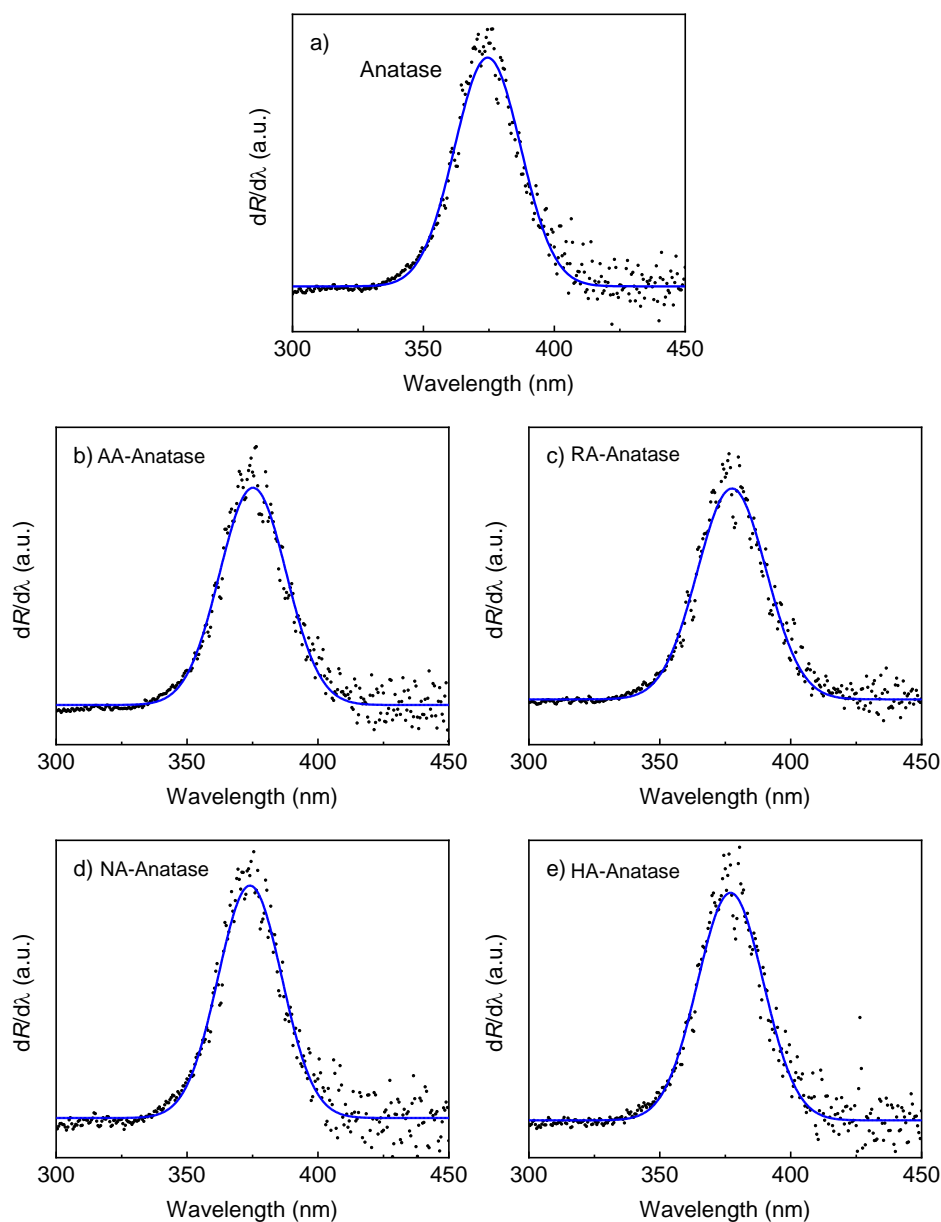 a)
Anatase
dR/dλ (a.u.)
300 350 400 450
Wavelength (nm)
b) AA-Anatase
dR/dλ (a.u.)
300 350 400 450
Wavelength (nm)
c) RA-Anatase
dR/dλ (a.u.)
300 350 400 450
Wavelength (nm)
d) NA-Anatase
dR/dλ (a.u.)
300 350 400 450
Wavelength (nm)
e) HA-Anatase
dR/dλ (a.u.)
300 350 400 450
Wavelength (nm)